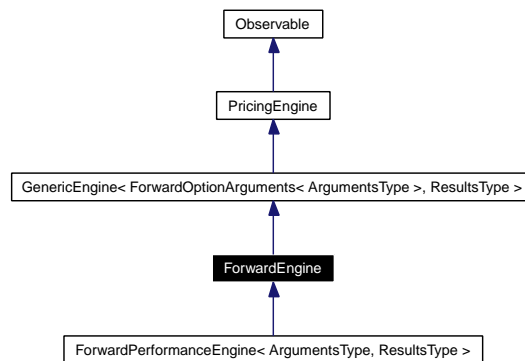 Observable
PricingEngine
GenericEngine< ForwardOptionArguments< ArgumentsType >, ResultsType >
ForwardEngine
ForwardPerformanceEngine< ArgumentsType, ResultsType >